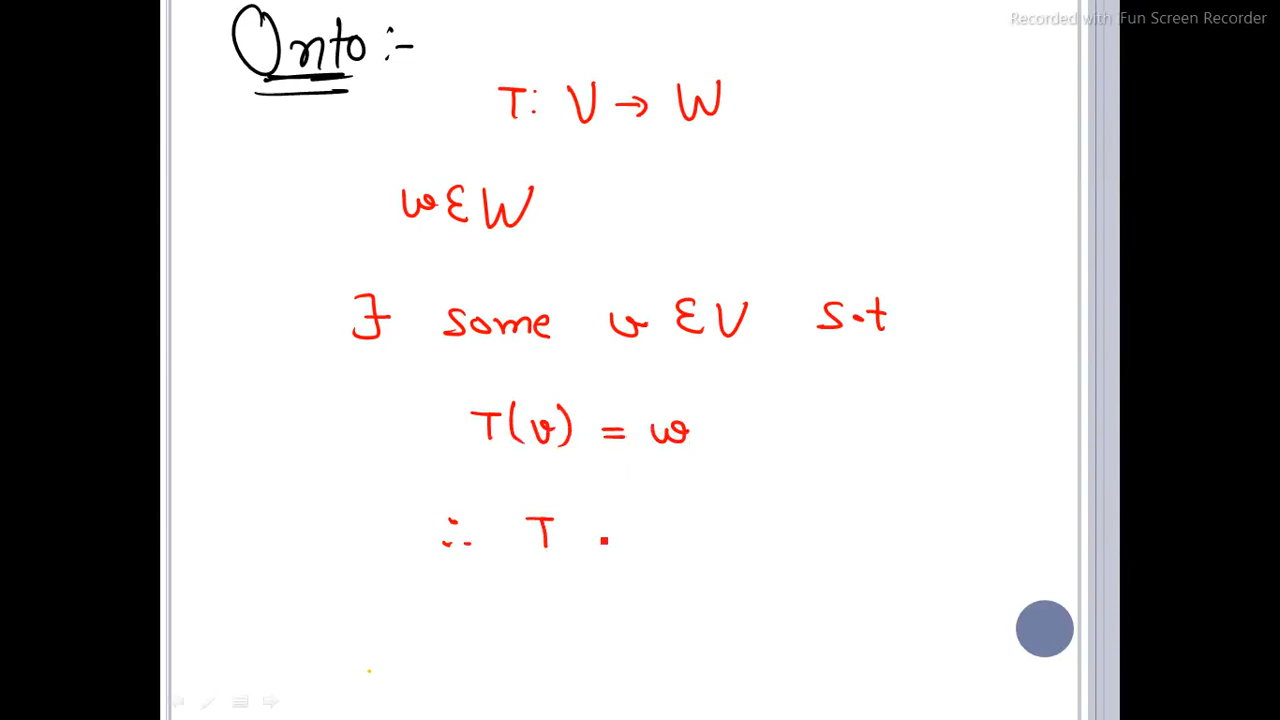 Recorded with Fun Screen Recorder
Onto :-
T: V → W
w ∈ W
∃ some v ∈ V s.t
T(v) = w
∴ T